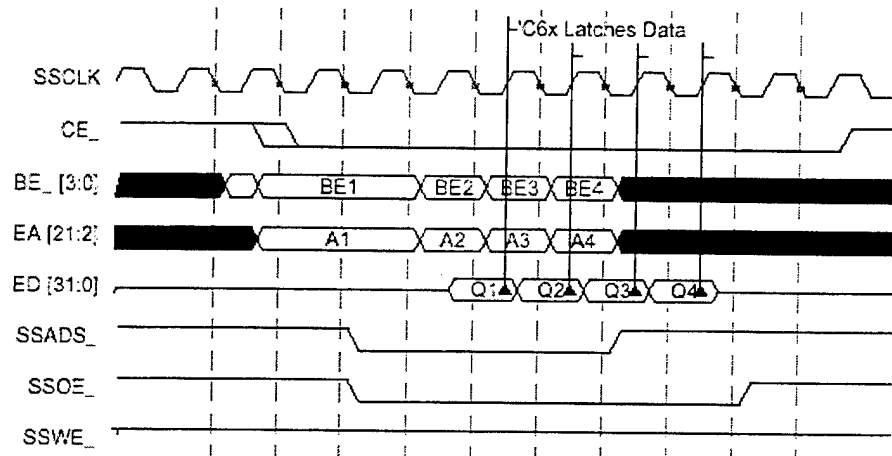 'C6x Latches Data
SSCLK
CE_
BE_ [3:0]
BE1 BE2 BE3 BE4
EA [21:2]
A1 A2 A3 A4
ED [31:0]
Q1 Q2 Q3 Q4
SSADS_
SSOE_
SSWE_